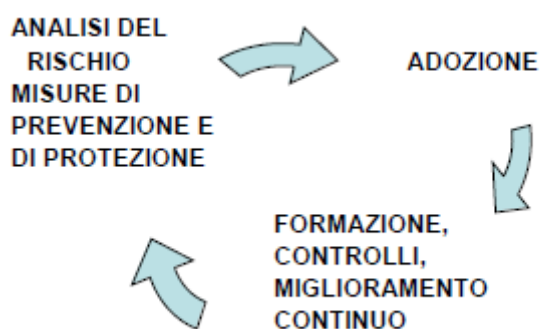 ANALISI DEL
RISCHIO
MISURE DI
PREVENZIONE E
DI PROTEZIONE
ADOZIONE
FORMAZIONE,
CONTROLLI,
MIGLIORAMENTO
CONTINUO